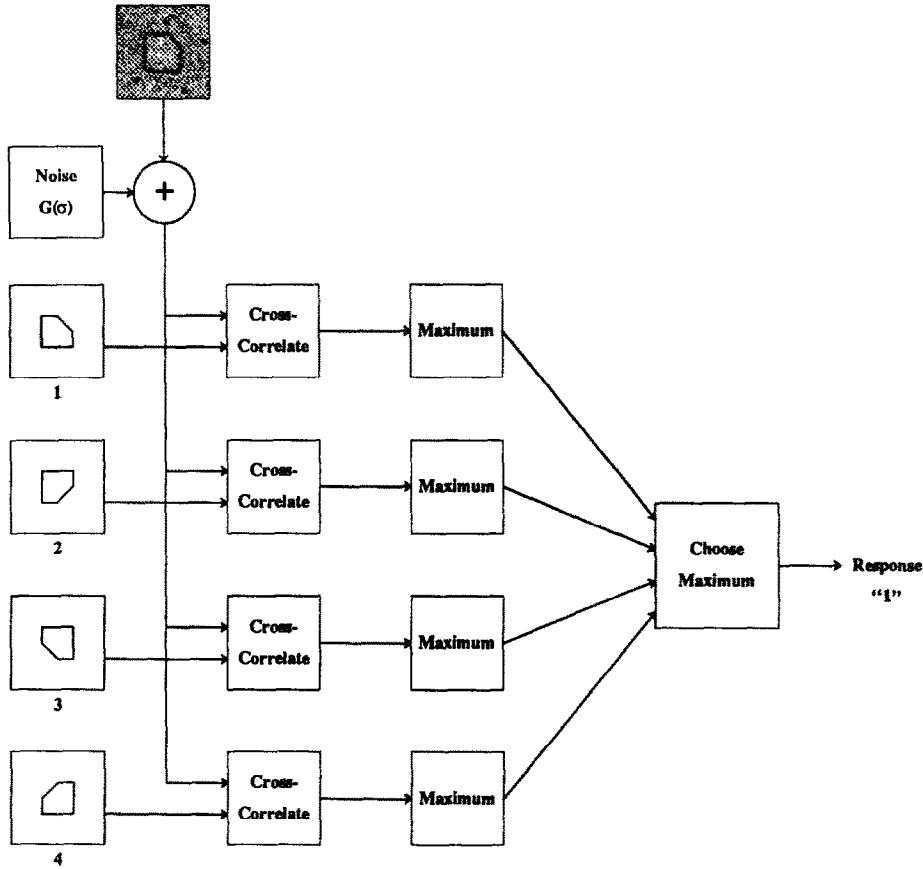 Noise
G(σ)
+
Cross-
Correlate
Maximum
1
Cross-
Correlate
Maximum
2
Choose
Maximum
Response
“1”
Cross-
Correlate
Maximum
3
Cross-
Correlate
Maximum
4